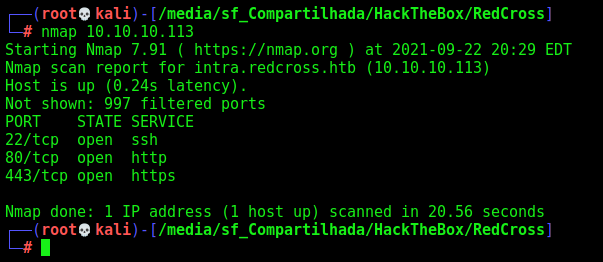 ┌──(root💀kali)-[/media/sf_Compartilhada/HackTheBox/RedCross]
└─# nmap 10.10.10.113
Starting Nmap 7.91 ( https://nmap.org ) at 2021-09-22 20:29 EDT
Nmap scan report for intra.redcross.htb (10.10.10.113)
Host is up (0.24s latency).
Not shown: 997 filtered ports
PORT    STATE SERVICE
22/tcp  open  ssh
80/tcp  open  http
443/tcp open  https

Nmap done: 1 IP address (1 host up) scanned in 20.56 seconds
┌──(root💀kali)-[/media/sf_Compartilhada/HackTheBox/RedCross]
└─#